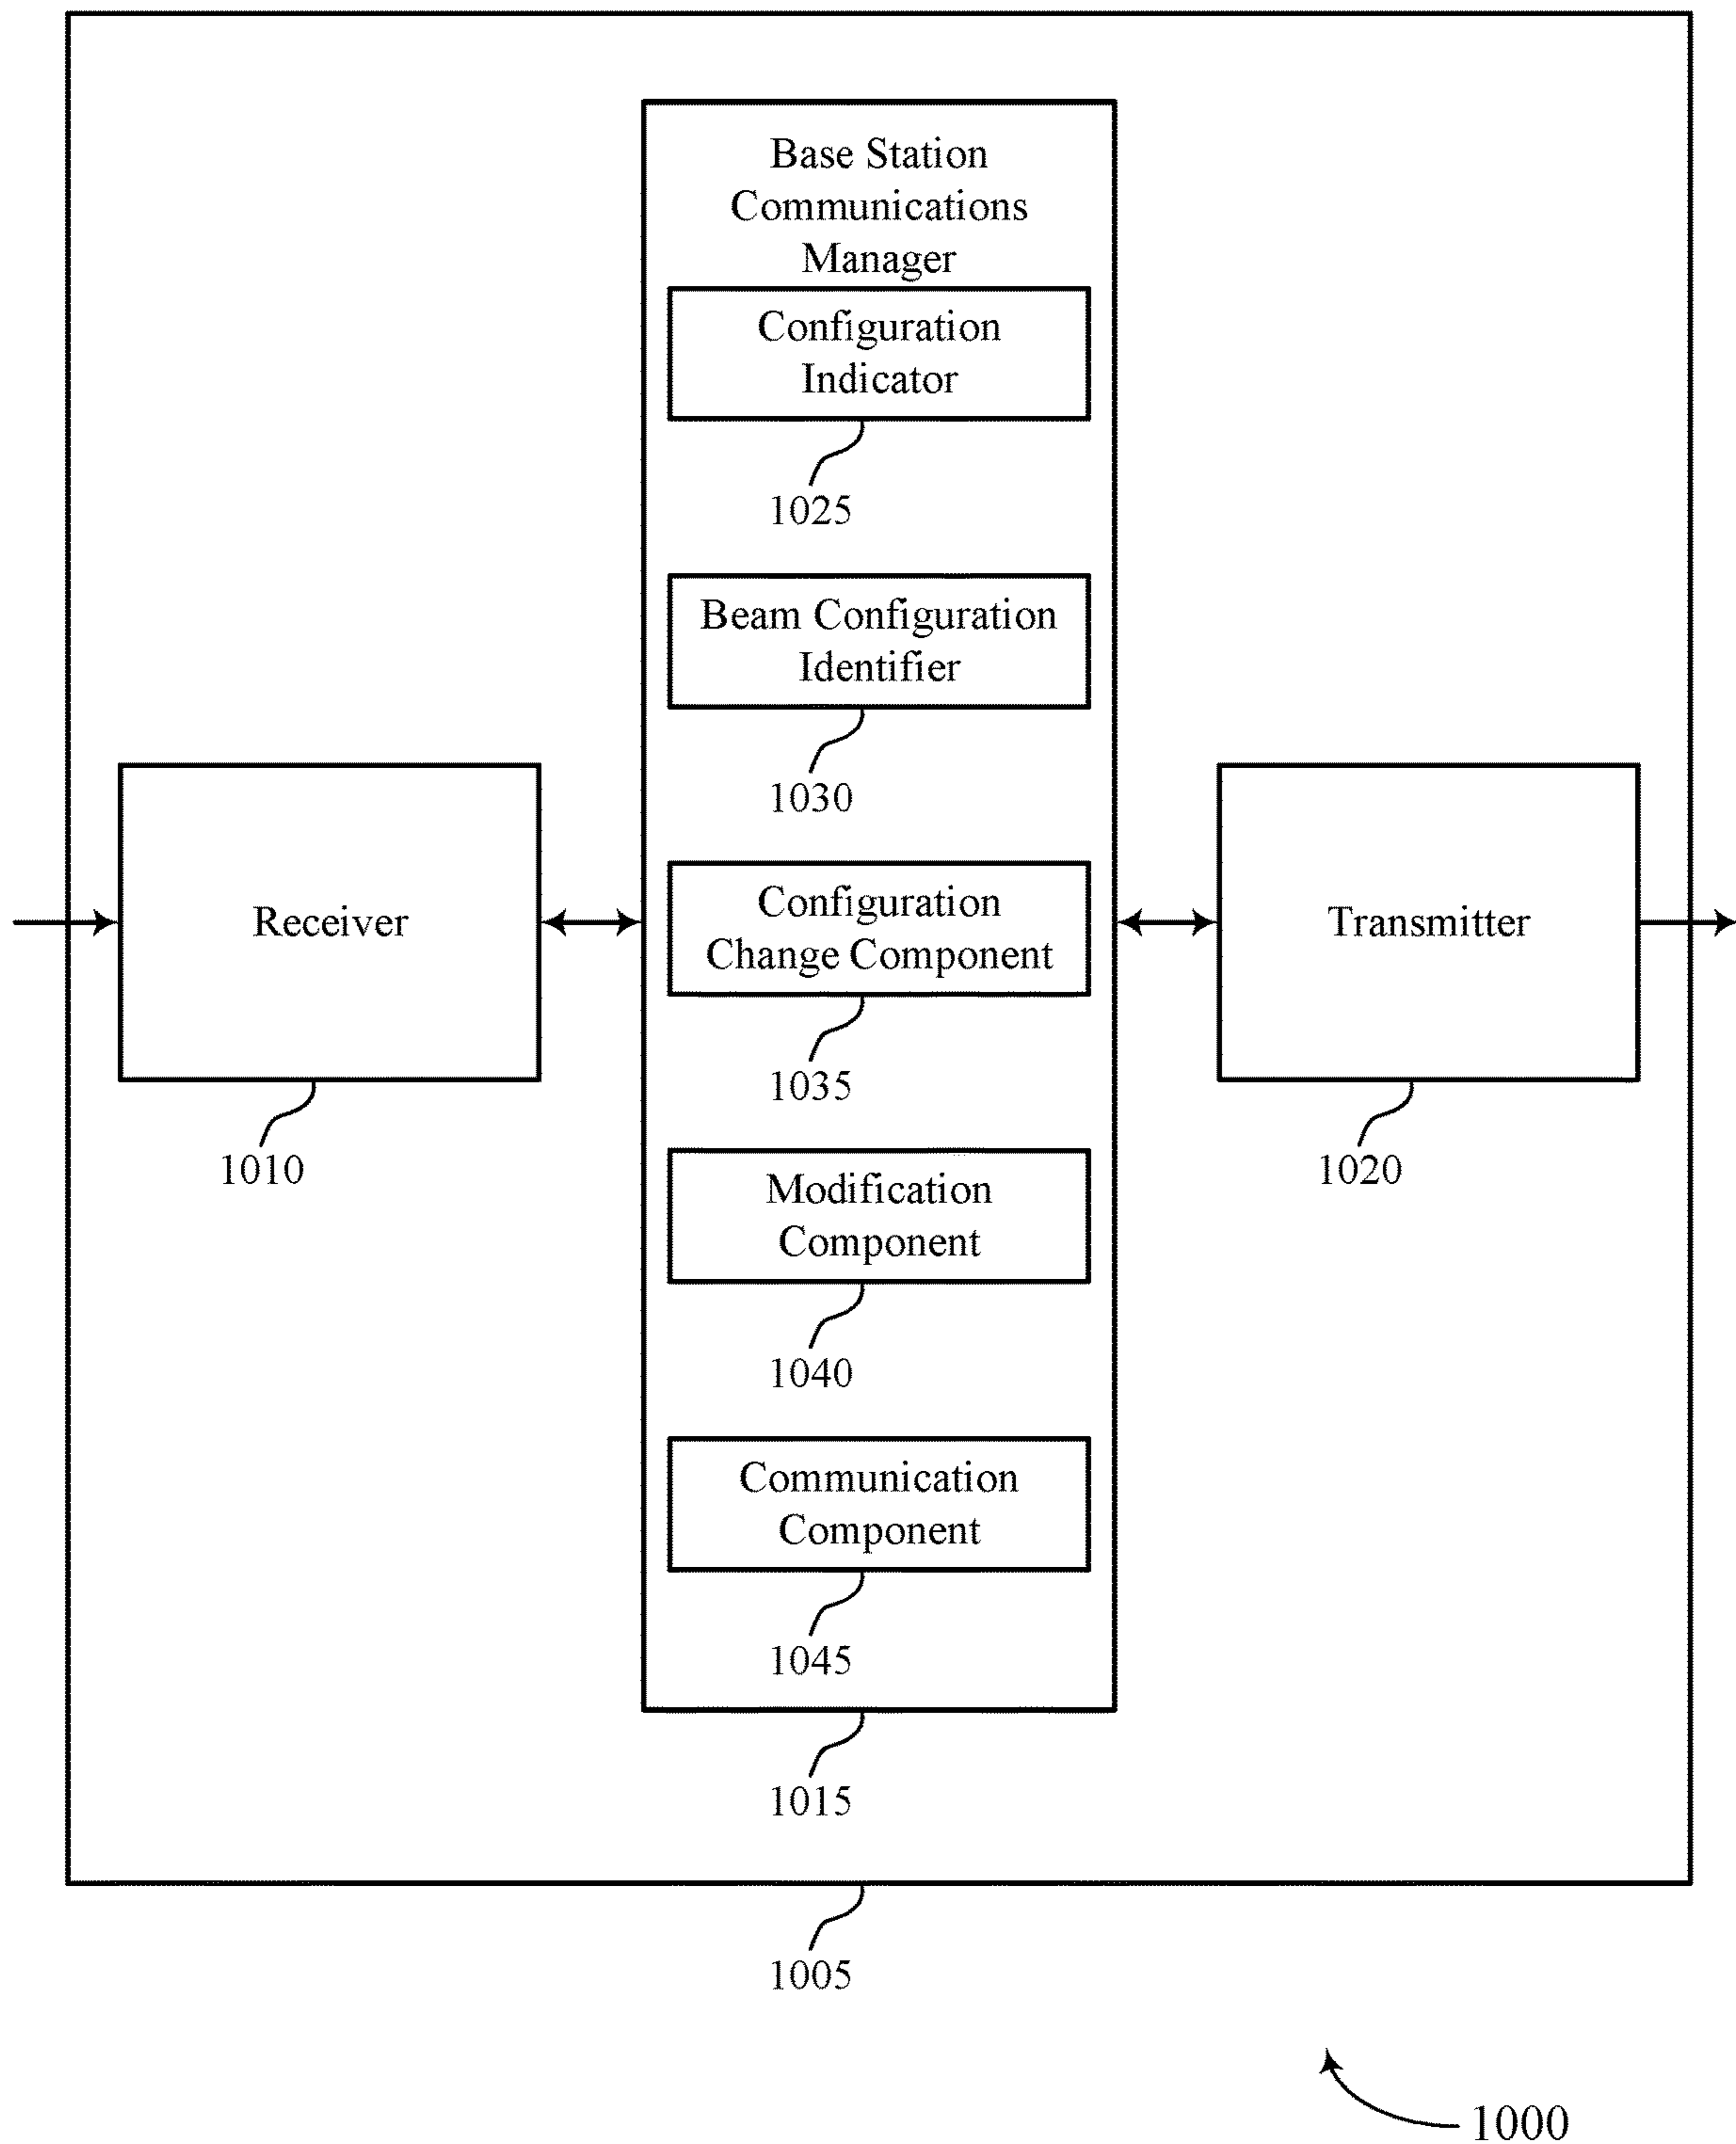 Base Station
Communications
Manager
Configuration
Indicator
1025
Beam Configuration
Identifier
1030
Receiver
1010
Configuration
Change Component
1035
Transmitter
1020
Modification
Component
1040
Communication
Component
1045
1015
1005
1000